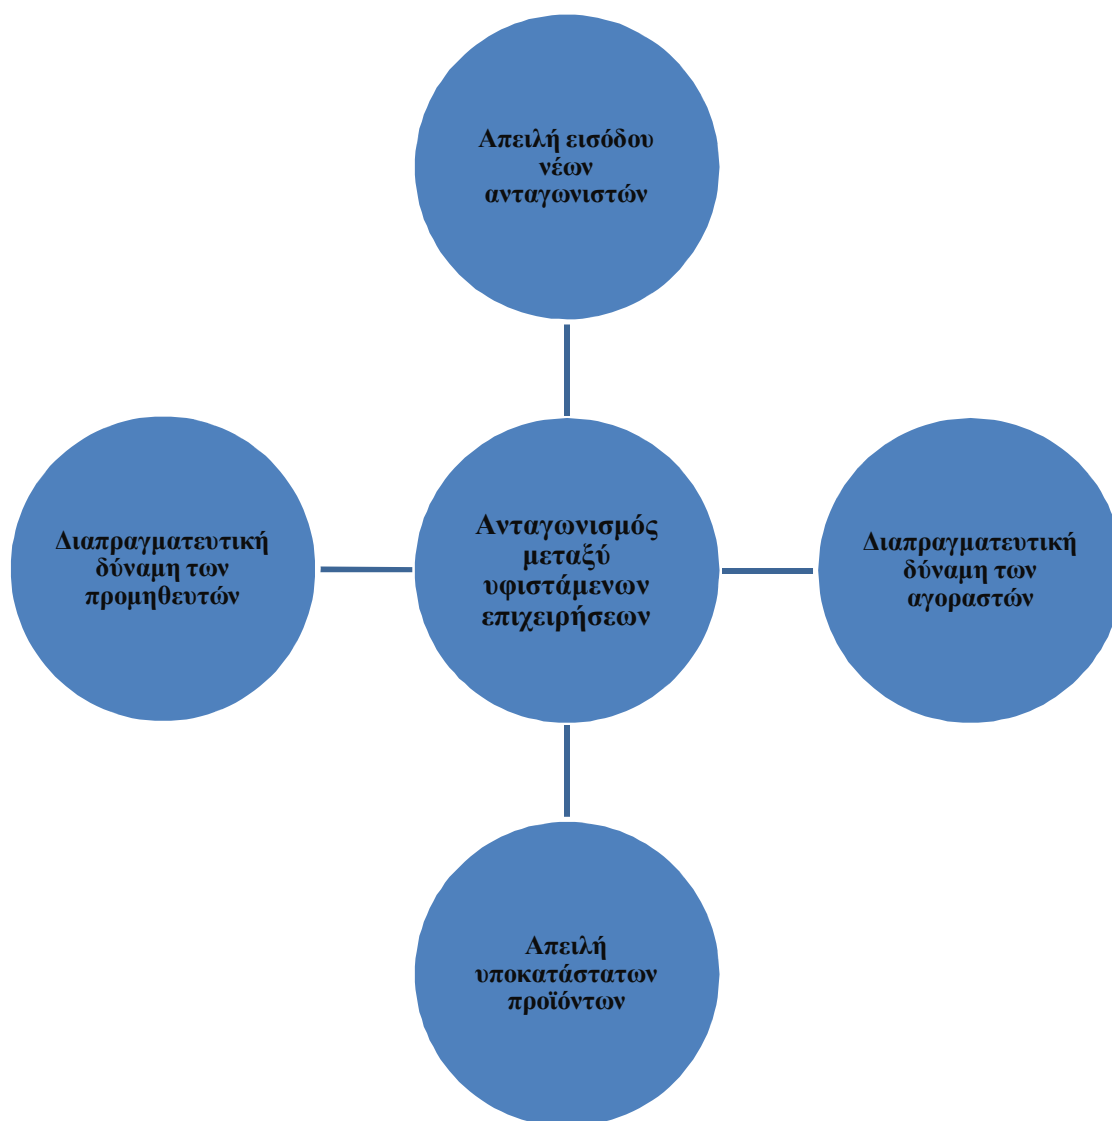 Απειλή εισόδου
νέων
ανταγωνιστών
Διαπραγματευτική
δύναμη των
προμηθευτών
Ανταγωνισμός
μεταξύ
υφιστάμενων
επιχειρήσεων
Διαπραγματευτική
δύναμη των
αγοραστών
Απειλή
υποκατάστατων
προϊόντων